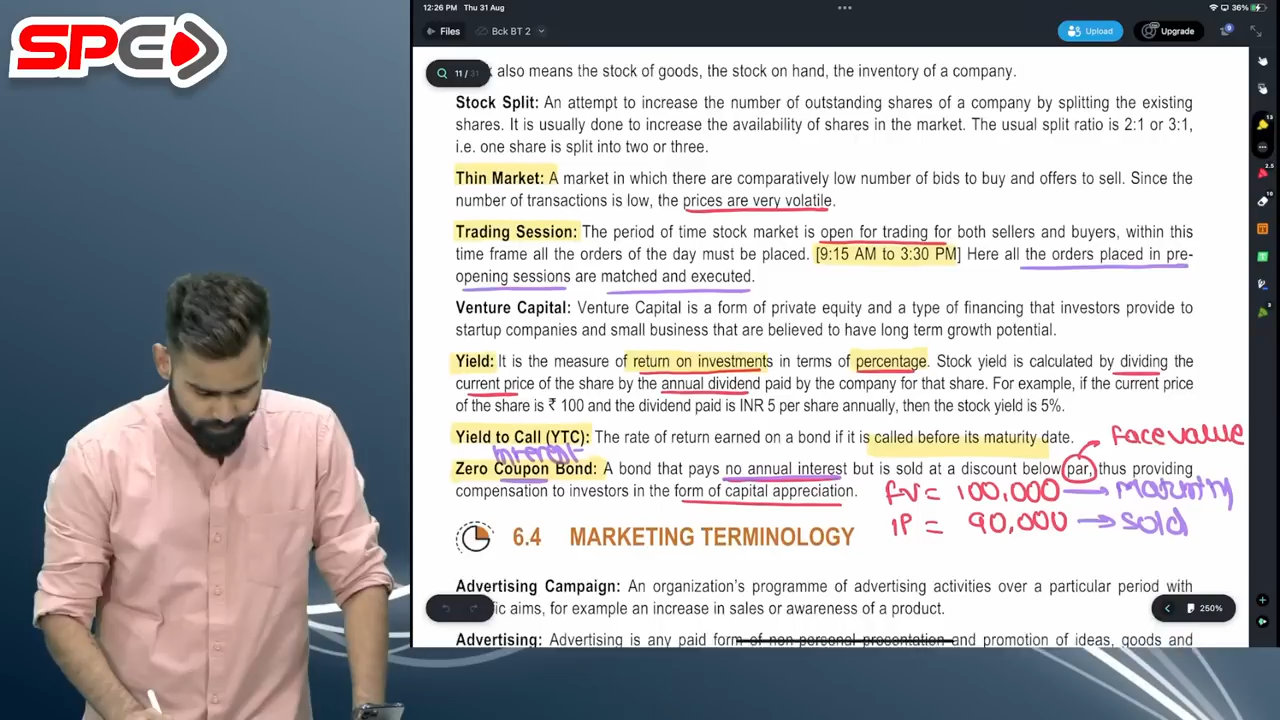 SPC
12:26 PM Thu 31 Aug
36%
Files
Bck BT 2
Upload
Upgrade
11 / 31
also means the stock of goods, the stock on hand, the inventory of a company.
Stock Split: An attempt to increase the number of outstanding shares of a company by splitting the existing
shares. It is usually done to increase the availability of shares in the market. The usual split ratio is 2:1 or 3:1,
i.e. one share is split into two or three.
Thin Market: A market in which there are comparatively low number of bids to buy and offers to sell. Since the
number of transactions is low, the prices are very volatile.
Trading Session: The period of time stock market is open for trading for both sellers and buyers, within this
time frame all the orders of the day must be placed. [9:15 AM to 3:30 PM] Here all the orders placed in pre-
opening sessions are matched and executed.
Venture Capital: Venture Capital is a form of private equity and a type of financing that investors provide to
startup companies and small business that are believed to have long term growth potential.
Yield: It is the measure of return on investments in terms of percentage. Stock yield is calculated by dividing the
current price of the share by the annual dividend paid by the company for that share. For example, if the current price
of the share is ₹ 100 and the dividend paid is INR 5 per share annually, then the stock yield is 5%.
Yield to Call (YTC): The rate of return earned on a bond if it is called before its maturity date.
Face value
interest
Zero Coupon Bond: A bond that pays no annual interest but is sold at a discount below par, thus providing
compensation to investors in the form of capital appreciation.
FV = 100,000 → maturity
IP = 90,000 → sold
6.4 MARKETING TERMINOLOGY
Advertising Campaign: An organization's programme of advertising activities over a particular period with
fic aims, for example an increase in sales or awareness of a product.
250%
Advertising: Advertising is any paid form of non-personal presentation and promotion of ideas, goods and